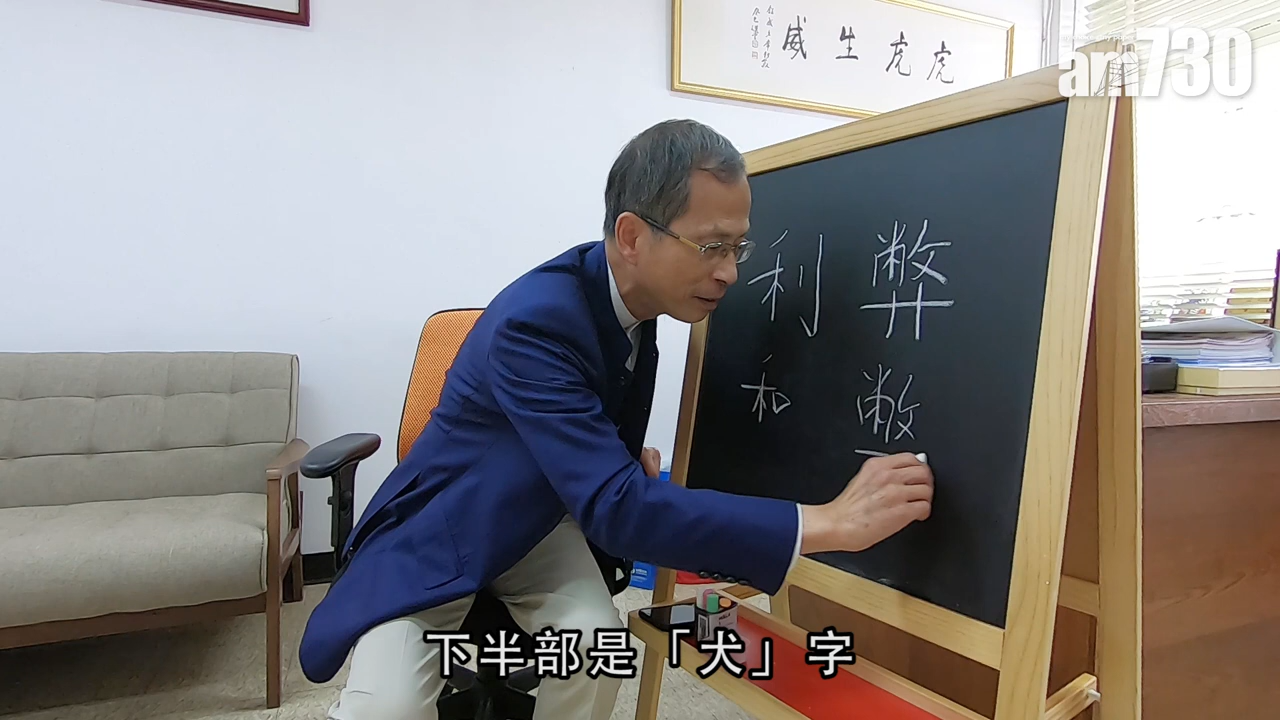 am730
威生虎虎
利 弊
和 敝
下半部是「犬」字